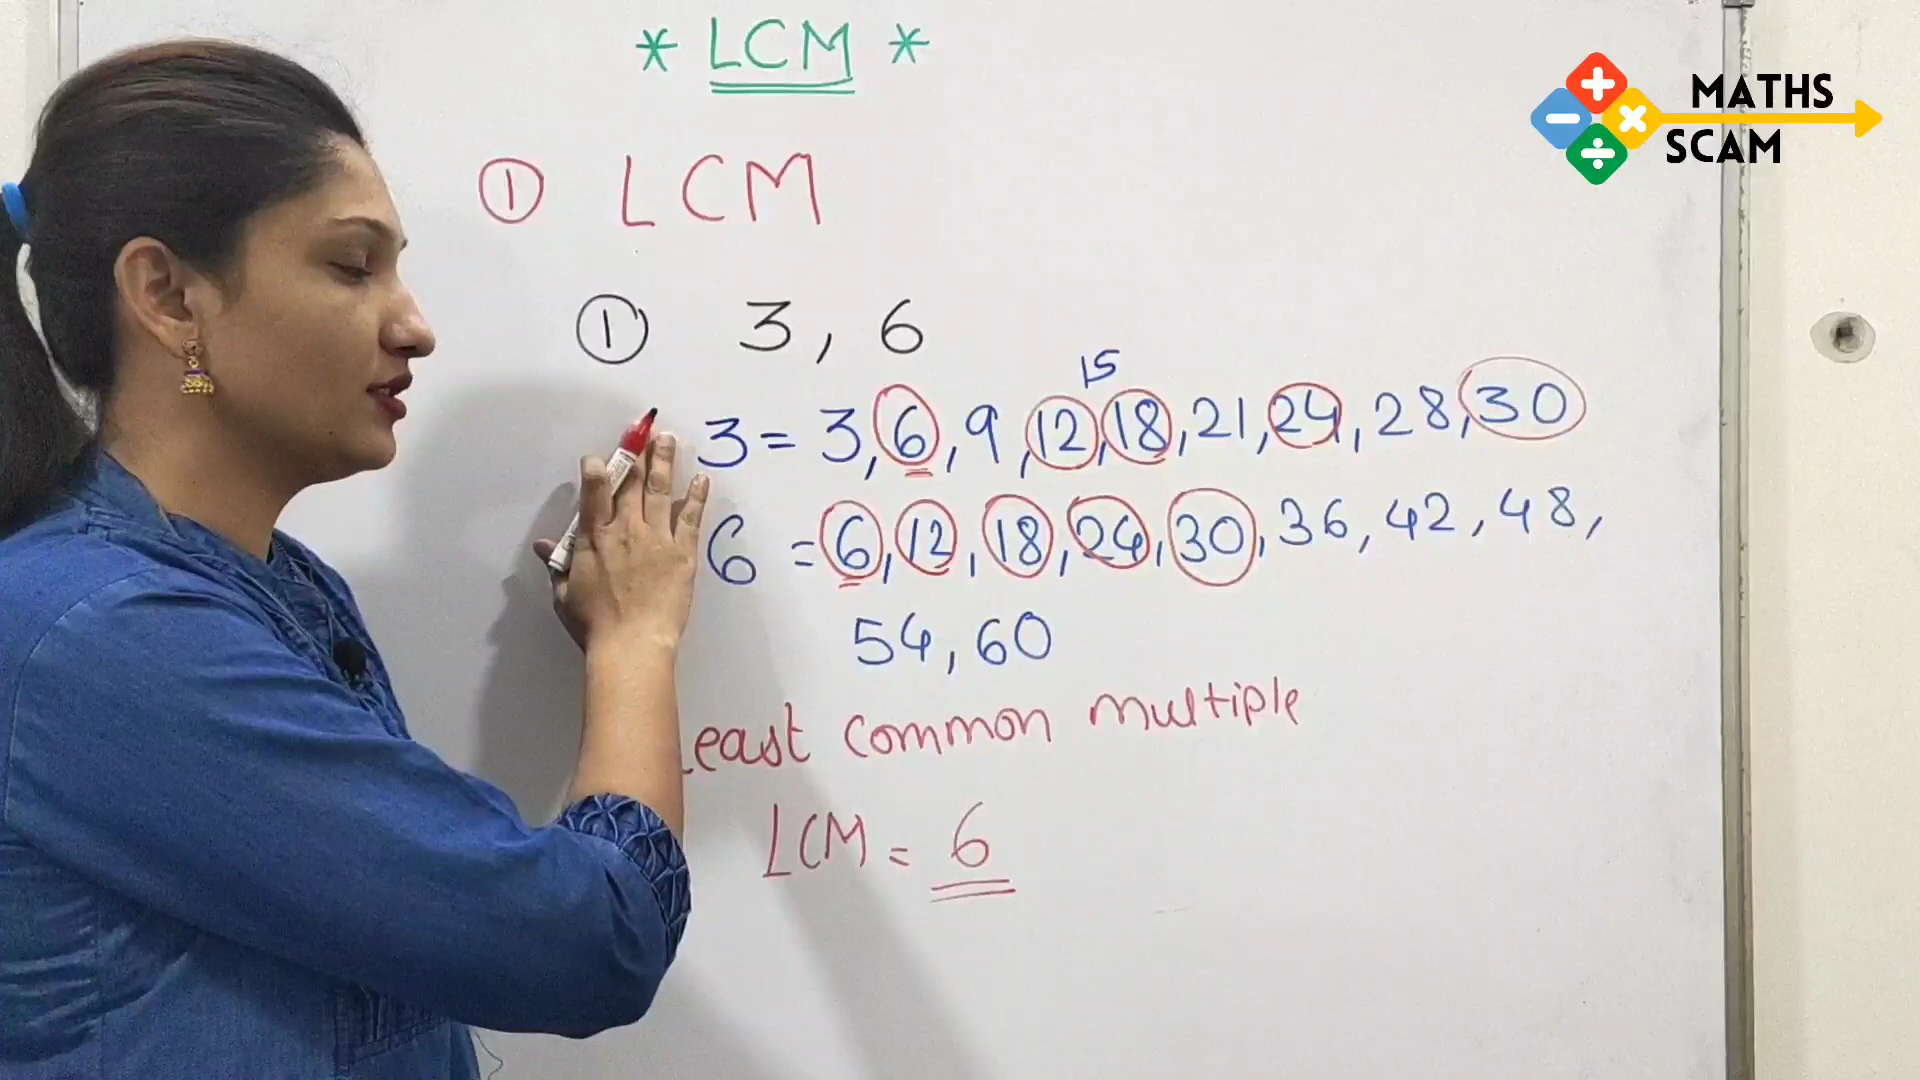 * LCM *
MATHS
SCAM
① LCM
① 3, 6
15
3 = 3, 6, 9, 12, 18, 21, 24, 28, 30
6 = 6, 12, 18, 24, 30, 36, 42, 48,
54, 60
Least common multiple
LCM = 6